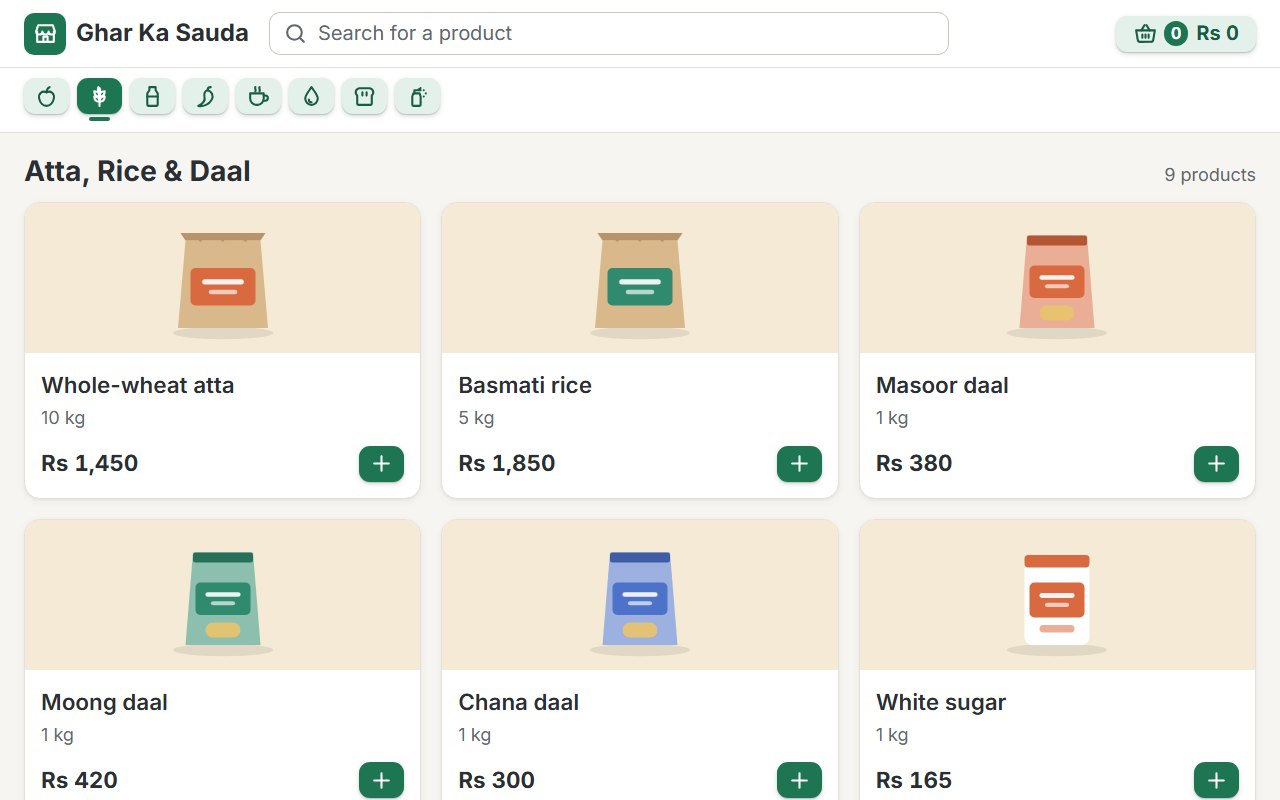 Ghar Ka Sauda
Search for a product
0 Rs 0
Atta, Rice & Daal
9 products
Whole-wheat atta
10 kg
Rs 1,450
Basmati rice
5 kg
Rs 1,850
Masoor daal
1 kg
Rs 380
Moong daal
1 kg
Rs 420
Chana daal
1 kg
Rs 300
White sugar
1 kg
Rs 165